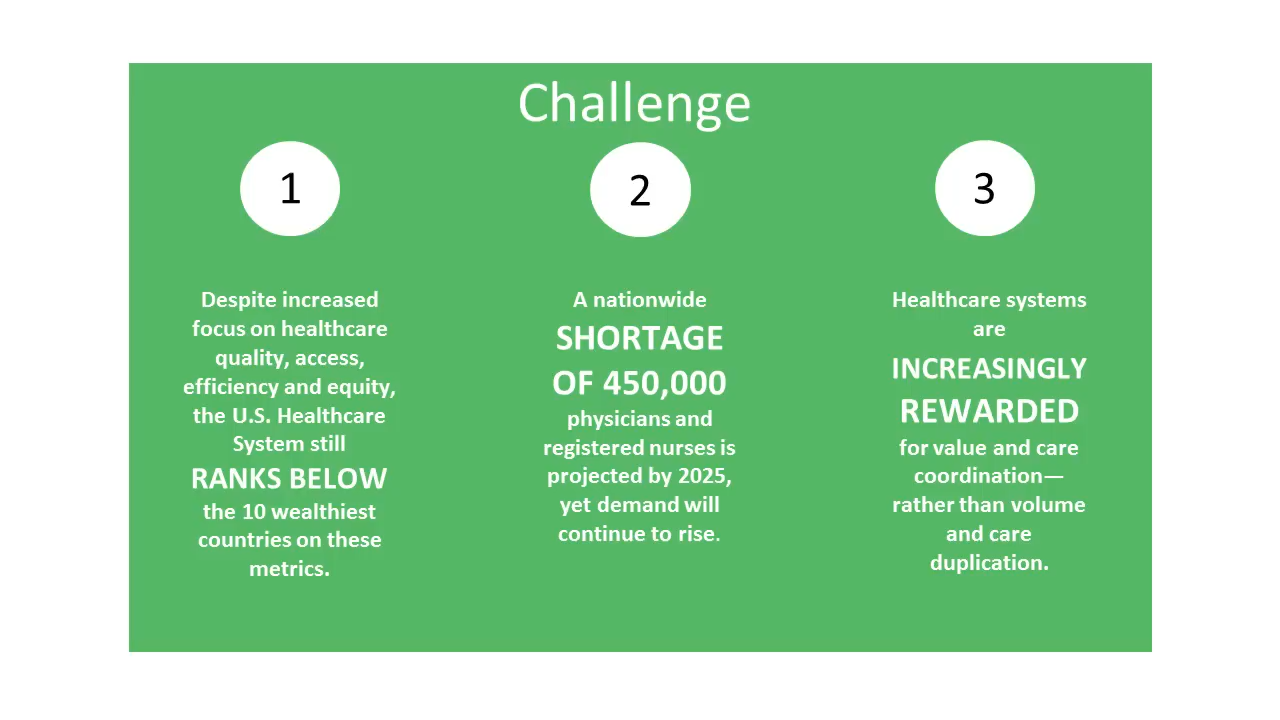 Challenge
1
Despite increased
focus on healthcare
quality, access,
efficiency and equity,
the U.S. Healthcare
System still
RANKS BELOW
the 10 wealthiest
countries on these
metrics.
2
A nationwide
SHORTAGE
OF 450,000
physicians and
registered nurses is
projected by 2025,
yet demand will
continue to rise.
3
Healthcare systems
are
INCREASINGLY
REWARDED
for value and care
coordination—
rather than volume
and care
duplication.